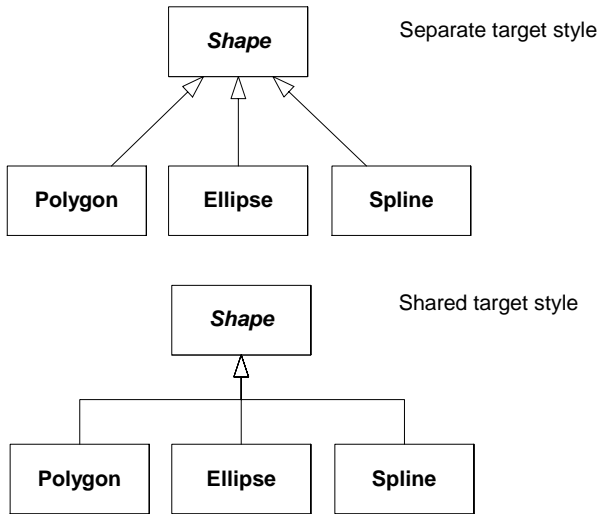 Shape
Separate target style
Polygon
Ellipse
Spline
Shape
Shared target style
Polygon
Ellipse
Spline